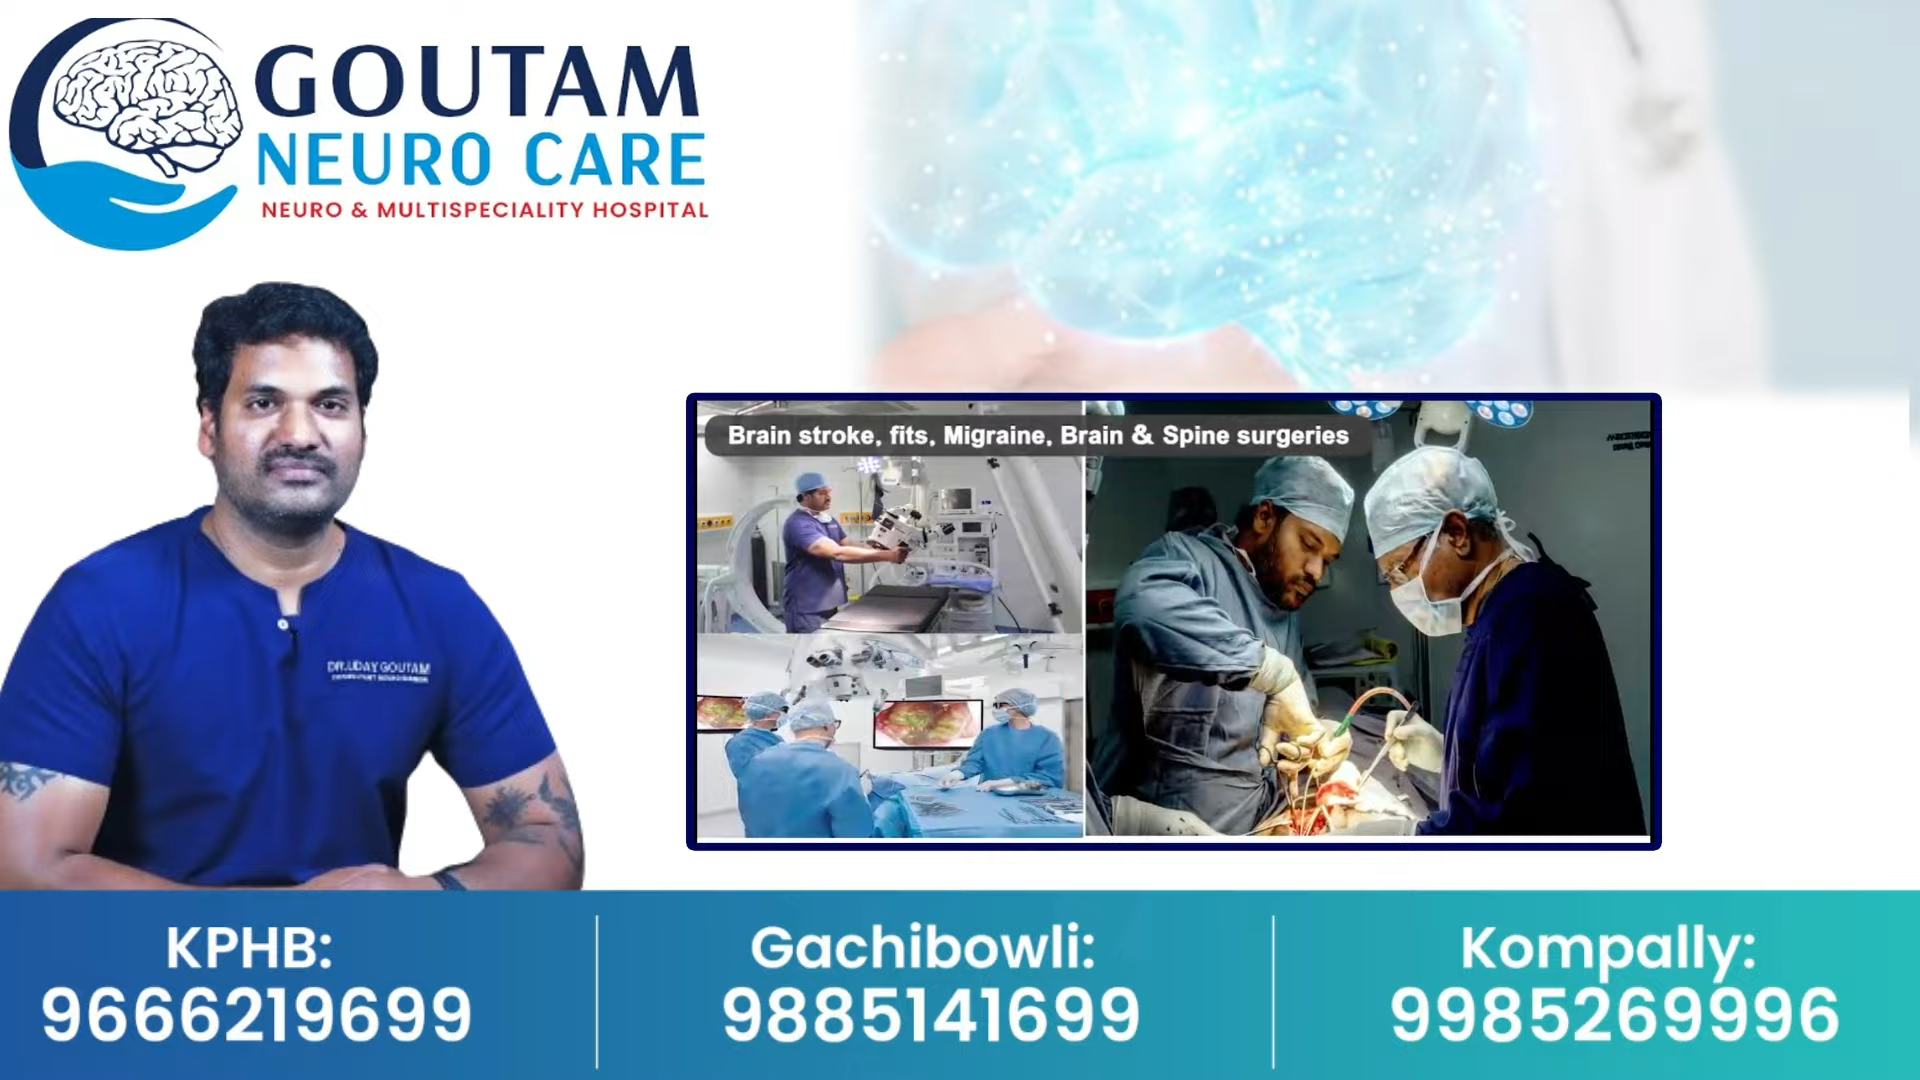 GOUTAM
NEURO CARE
NEURO & MULTISPECIALITY HOSPITAL
Brain stroke, fits, Migraine, Brain & Spine surgeries
DR.UDAY GOUTAM
KPHB:
9666219699
Gachibowli:
9885141699
Kompally:
9985269996